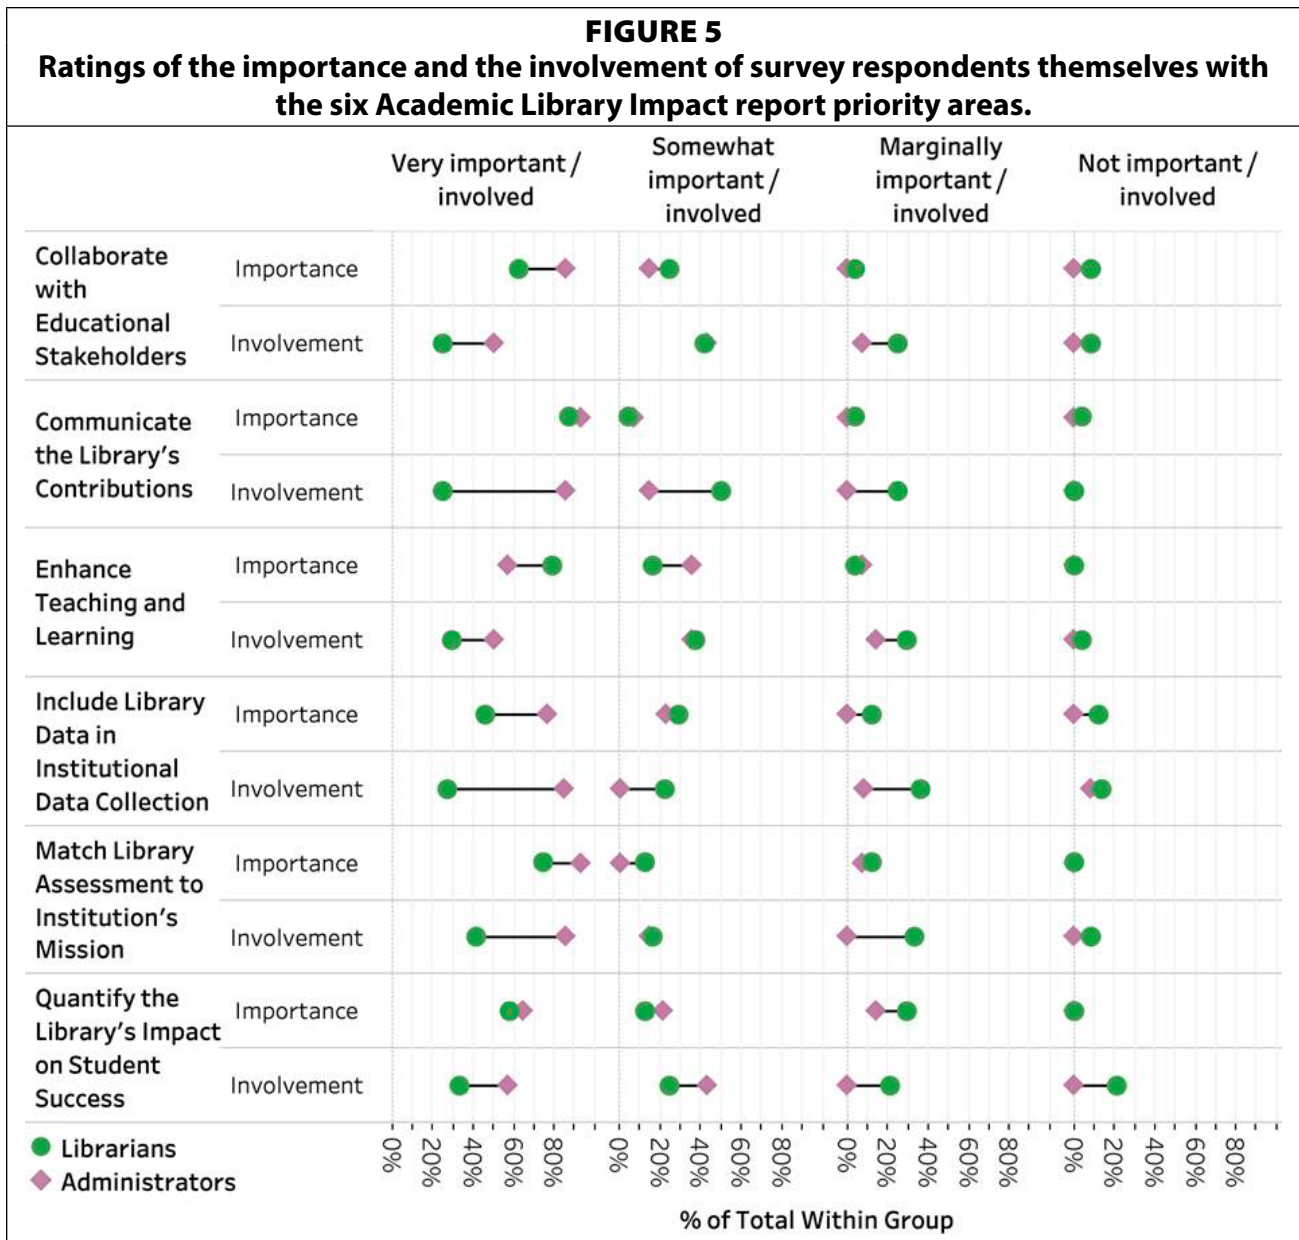 FIGURE 5
Ratings of the importance and the involvement of survey respondents themselves with
the six Academic Library Impact report priority areas.
Very important /
involved
Somewhat
important /
involved
Marginally
important /
involved
Not important /
involved
Collaborate
with
Educational
Stakeholders
Importance
Involvement
Communicate
the Library's
Contributions
Importance
Involvement
Enhance
Teaching and
Learning
Importance
Involvement
Include Library
Data in
Institutional
Data Collection
Importance
Involvement
Match Library
Assessment to
Institution's
Mission
Importance
Involvement
Quantify the
Library's Impact
on Student
Success
Importance
Involvement
0% 20% 40% 60% 80% 0% 20% 40% 60% 80% 0% 20% 40% 60% 80% 0% 20% 40% 60% 80%
Librarians
Administrators
% of Total Within Group